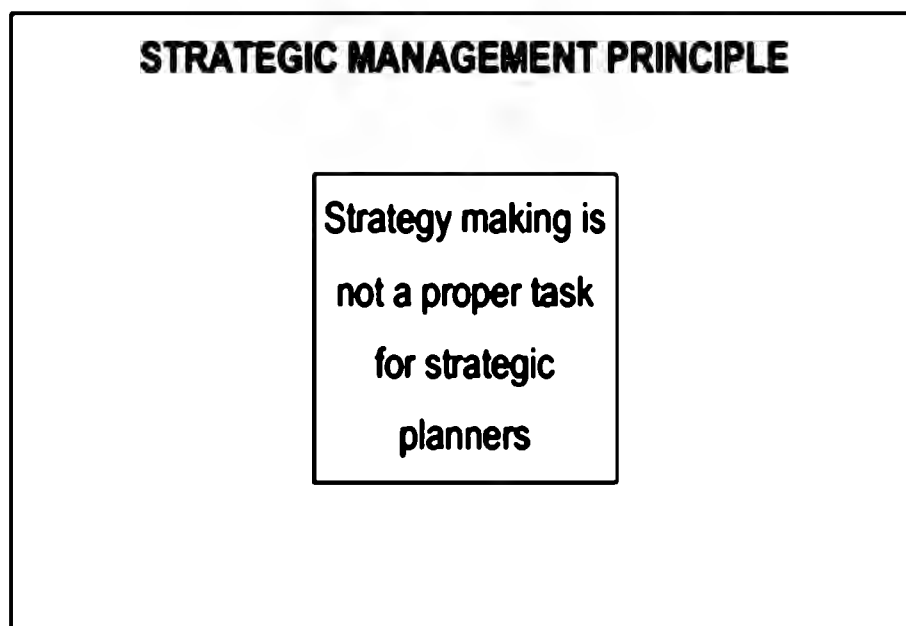 STRATEGIC MANAGEMENT PRINCIPLE
Strategy making is
not a proper task
for strategic
planners